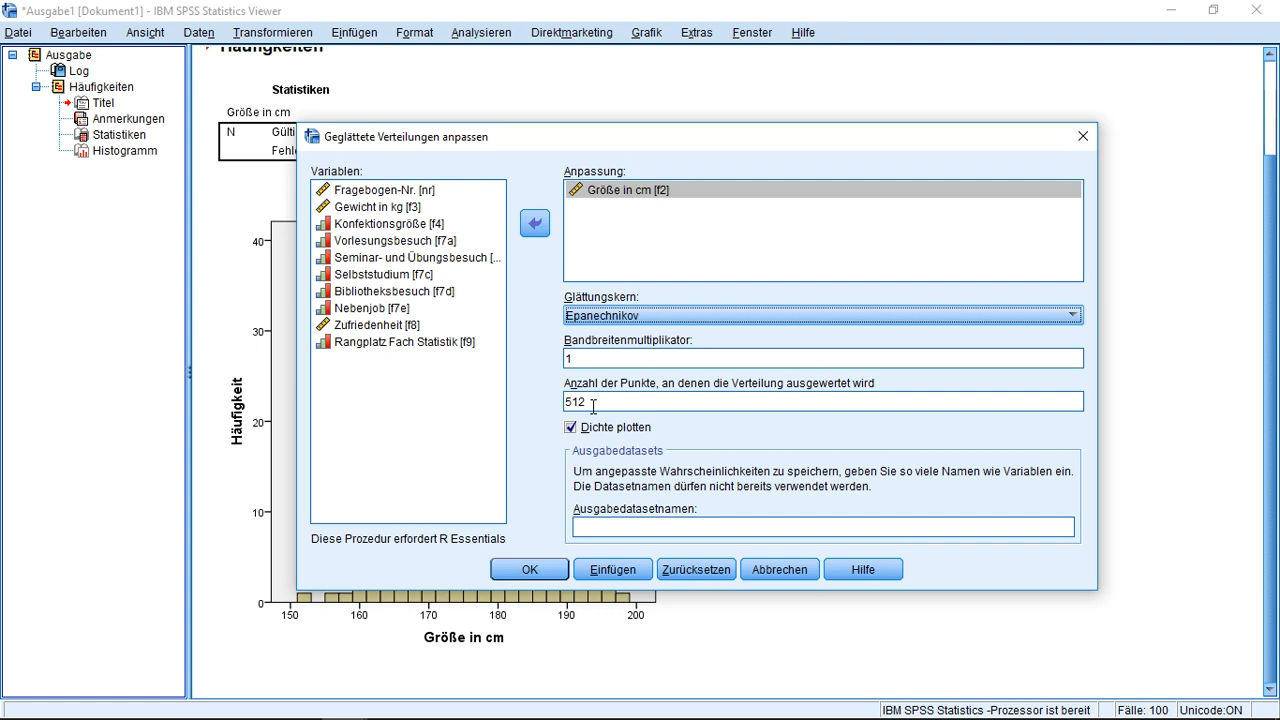 *Ausgabe1 [Dokument1] - IBM SPSS Statistics Viewer
Datei Bearbeiten Ansicht Daten Transformieren Einfügen Format Analysieren Direktmarketing Grafik Extras Fenster Hilfe
Ausgabe
Log
Häufigkeiten
Titel
Anmerkungen
Statistiken
Histogramm
Häufigkeiten
Statistiken
Größe in cm
N Gülti
Fehle
Häufigkeit
40
30
20
10
0
150 160 170 180 190 200
Größe in cm
Geglättete Verteilungen anpassen
Variablen:
Fragebogen-Nr. [nr]
Gewicht in kg [f3]
Konfektionsgröße [f4]
Vorlesungsbesuch [f7a]
Seminar- und Übungsbesuch [...
Selbststudium [f7c]
Bibliotheksbesuch [f7d]
Nebenjob [f7e]
Zufriedenheit [f8]
Rangplatz Fach Statistik [f9]
Diese Prozedur erfordert R Essentials
Anpassung:
Größe in cm [f2]
Glättungskern:
Epanechnikov
Bandbreitenmultiplikator:
1
Anzahl der Punkte, an denen die Verteilung ausgewertet wird
512
Dichte plotten
Ausgabedatasets
Um angepasste Wahrscheinlichkeiten zu speichern, geben Sie so viele Namen wie Variablen ein.
Die Datasetnamen dürfen nicht bereits verwendet werden.
Ausgabedatasetnamen:
OK Einfügen Zurücksetzen Abbrechen Hilfe
IBM SPSS Statistics -Prozessor ist bereit Fälle: 100 Unicode:ON